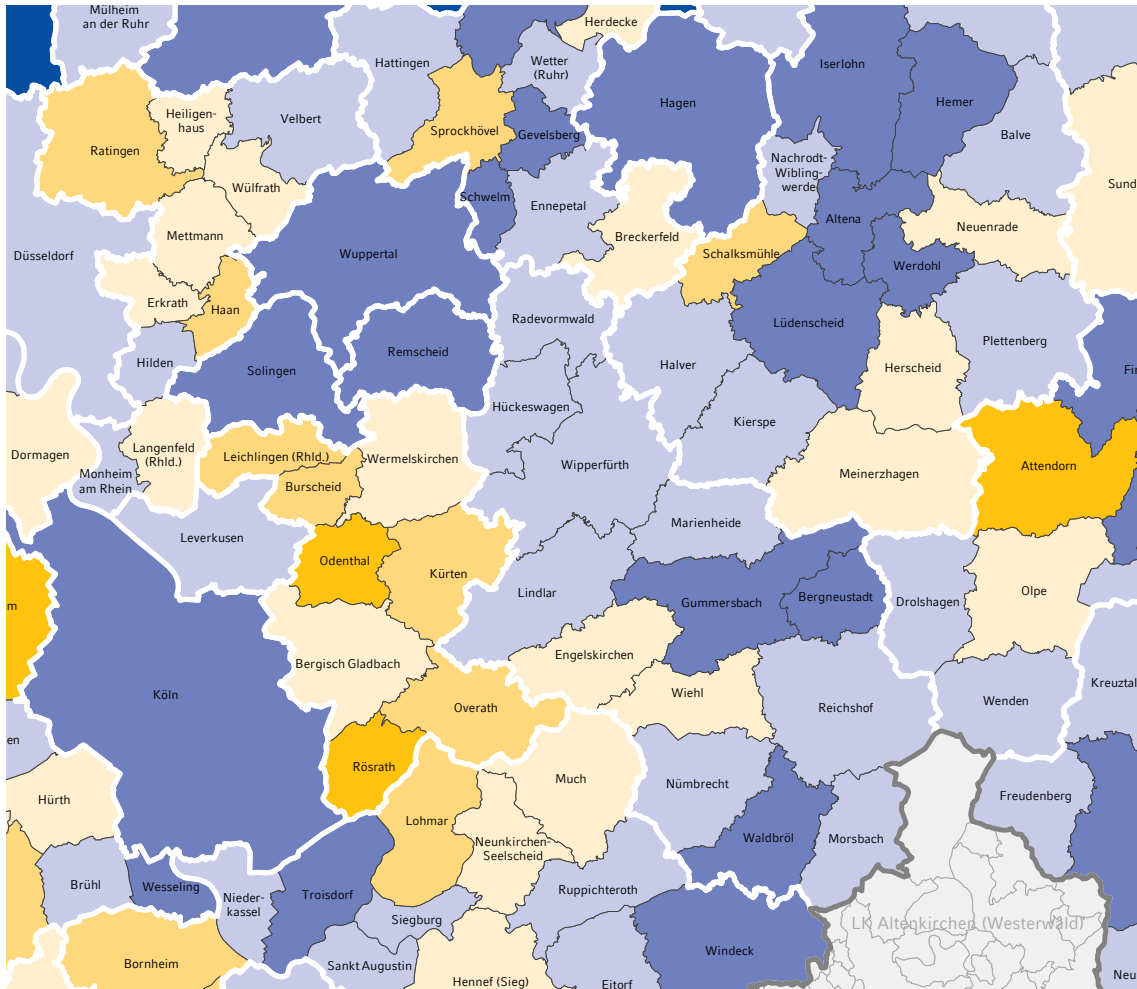 Mülheim
an der Ruhr
Herdecke
Hattingen
Wetter
(Ruhr)
Iserlohn
Hagen
Hemer
Heiligen-
haus
Velbert
Sprockhövel
Gevelsberg
Balve
Ratingen
Nachrodt-
Wibling-
werde
Wülfrath
Schwelm
Ennepetal
Altena
Sund
Mettmann
Breckerfeld
Neuenrade
Düsseldorf
Wuppertal
Schalksmühle
Werdohl
Erkrath
Haan
Radevormwald
Lüdenscheid
Plettenberg
Hilden
Solingen
Remscheid
Halver
Herscheid
Fin
Hückeswagen
Kierspe
Dormagen
Langenfeld
(Rhld.)
Leichlingen (Rhld.)
Wermelskirchen
Wipperfürth
Meinerzhagen
Attendorn
Monheim
am Rhein
Burscheid
Leverkusen
Marienheide
Odenthal
Kürten
Lindlar
Gummersbach
Bergneustadt
Drolshagen
Olpe
m
Bergisch Gladbach
Engelskirchen
Köln
Wiehl
Kreuztal
Overath
Reichshof
Wenden
en
Rösrath
Much
Nümbrecht
Hürth
Freudenberg
Lohmar
Neunkirchen-
Seelscheid
Waldbröl
Morsbach
Brühl
Wesseling
Nieder-
kassel
Troisdorf
Ruppichteroth
Siegburg
LK Altenkirchen (Westerwald)
Bornheim
Sankt Augustin
Windeck
Hennef (Sieg)
Eitorf
Neu